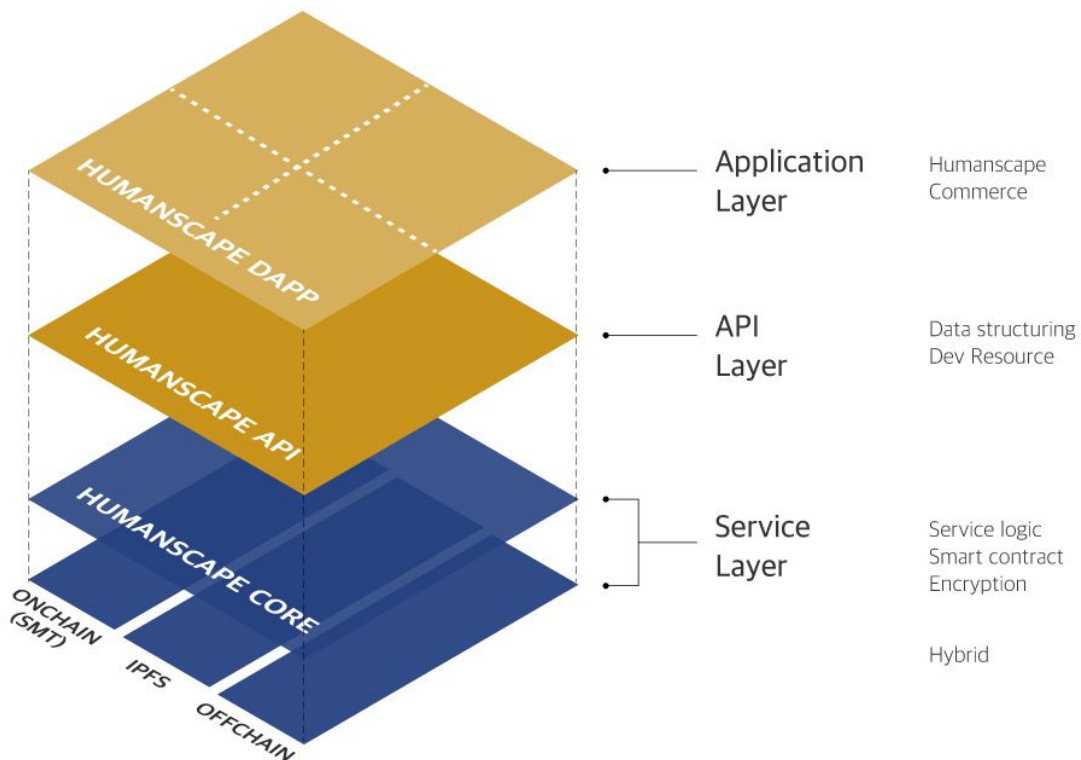 HUMANSCAPE DAPP
Application
Layer
Humanscape
Commerce
HUMANSCAPE API
API
Layer
Data structuring
Dev Resource
HUMANSCAPE CORE
Service
Layer
Service logic
Smart contract
Encryption
Hybrid
ONCHAIN
(SMT)
IPFS
OFFCHAIN